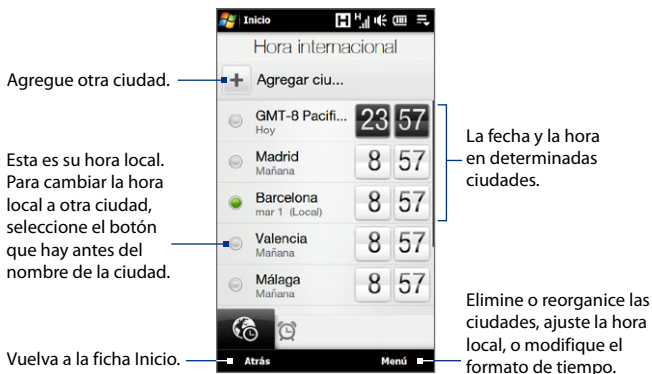 Inicio
H
Hora internacional
Agregue otra ciudad.
Agregar ciu...
GMT-8 Pacifi...
Hoy
23 57
Madrid
Mañana
8 57
Barcelona
mar 1 (Local)
8 57
Valencia
Mañana
8 57
Málaga
Mañana
8 57
Esta es su hora local.
Para cambiar la hora
local a otra ciudad,
seleccione el botón
que hay antes del
nombre de la ciudad.
La fecha y la hora
en determinadas
ciudades.
Elimine o reorganice las
ciudades, ajuste la hora
local, o modifique el
formato de tiempo.
Vuelva a la ficha Inicio.
Atrás
Menú